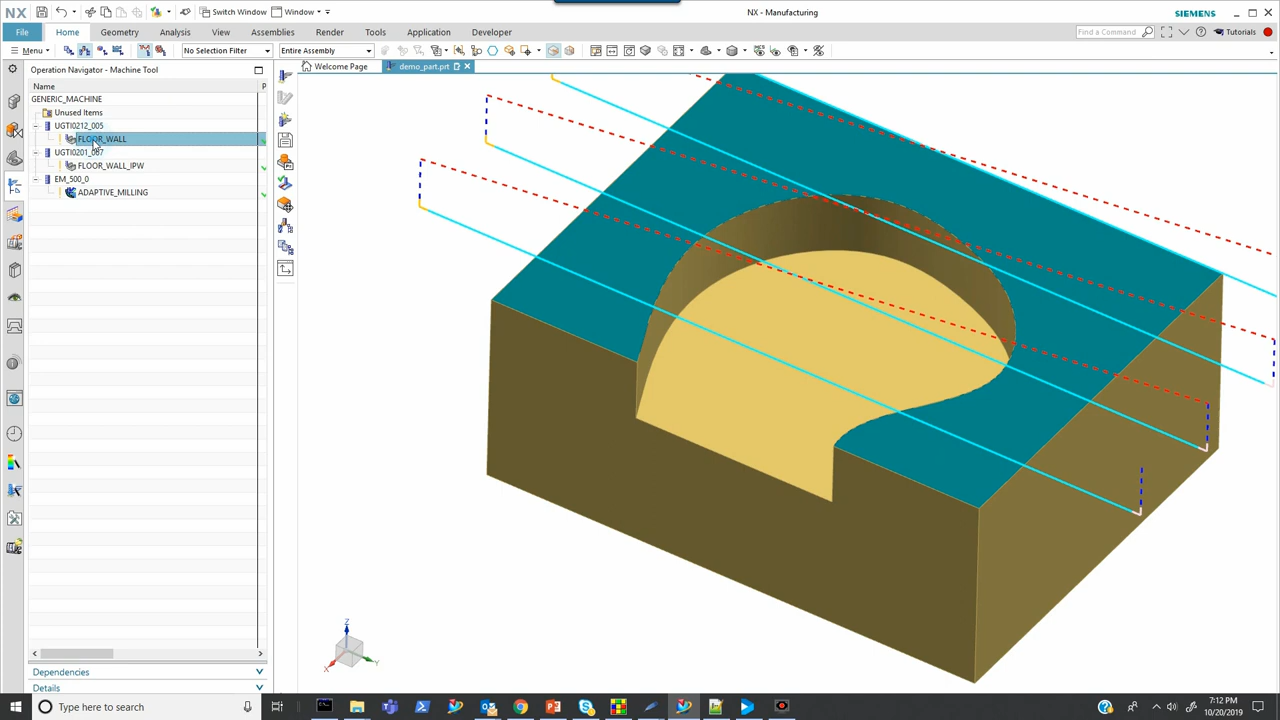 NX
Switch Window
Window
NX - Manufacturing
SIEMENS
File
Home
Geometry
Analysis
View
Assemblies
Render
Tools
Application
Developer
Find a Command
Tutorials
Menu
No Selection Filter
Entire Assembly
Operation Navigator - Machine Tool
Welcome Page
demo_part.prt
Name
P
GENERIC_MACHINE
Unused Items
UGTI0212_005
FLOOR_WALL
FLOOR_WALL_IPW
EM_500_0
ADAPTIVE_MILLING
Z
X
Y
Dependencies
Details
Type here to search
7:12 PM
10/20/2019